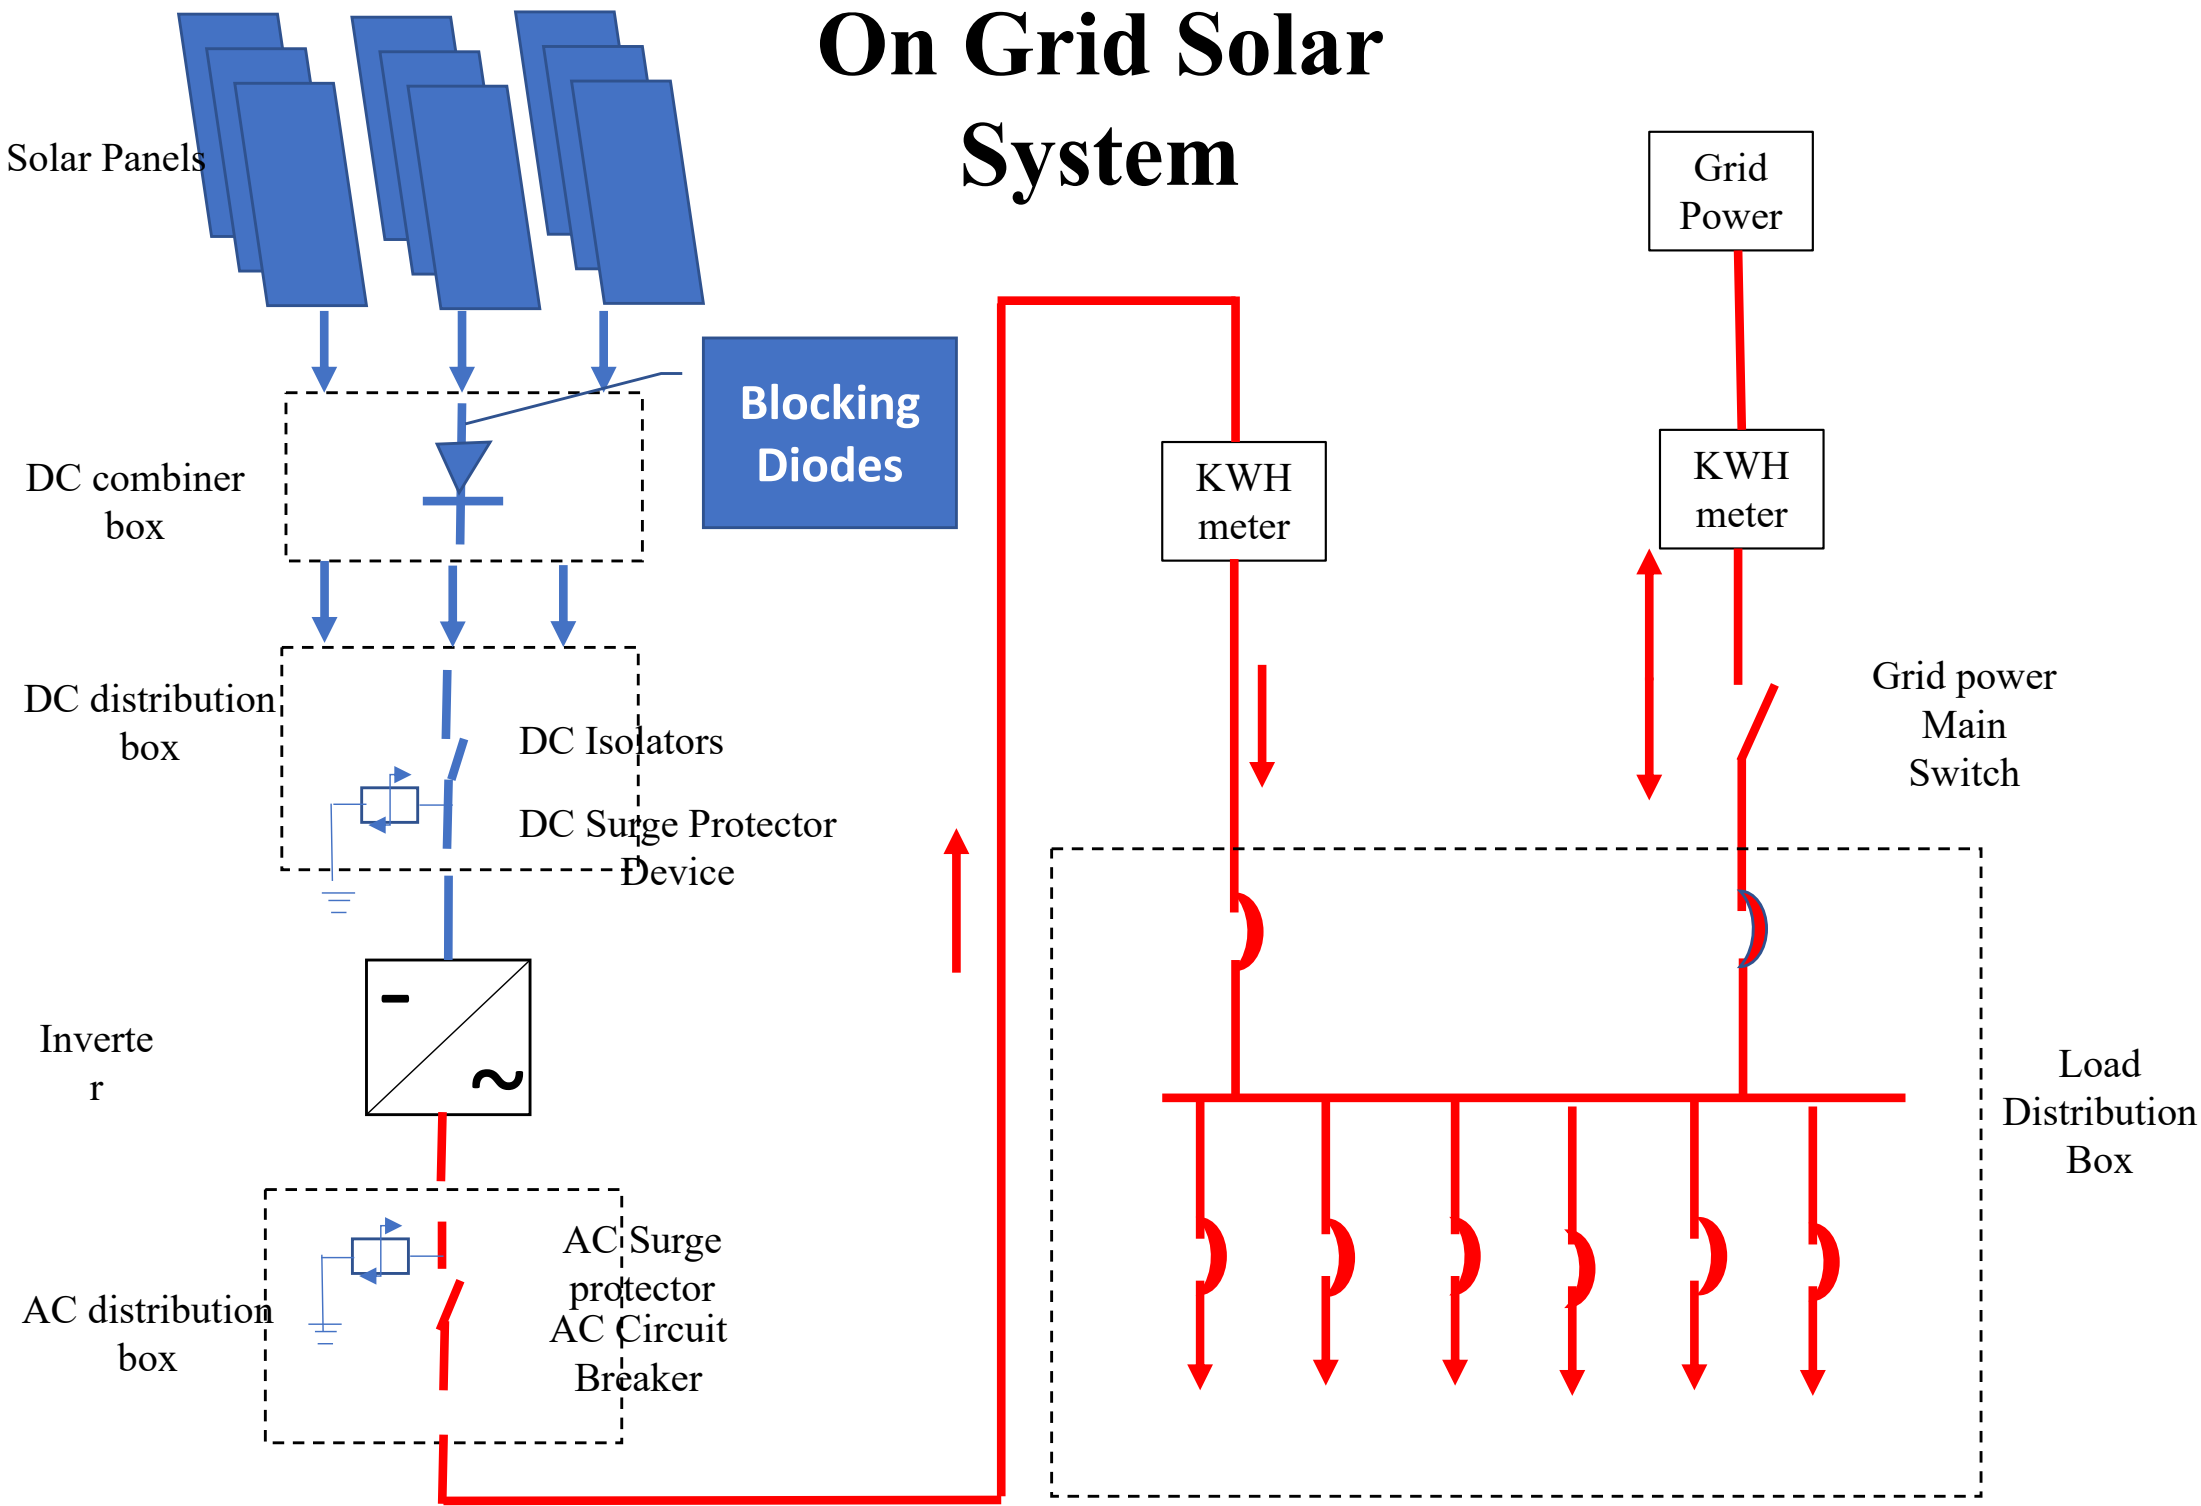 On Grid Solar
System
Solar Panels
Grid
Power
Blocking
Diodes
DC combiner
box
KWH
meter
KWH
meter
DC distribution
box
DC Isolators
DC Surge Protector
Device
Grid power
Main
Switch
-
~
Inverte
r
Load
Distribution
Box
AC Surge
protector
AC Circuit
Breaker
AC distribution
box